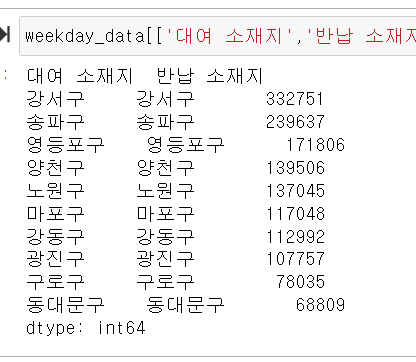 weekday_data[['대여 소재지','반납 소재지
대여 소재지 반납 소재지
강서구 강서구 332751
송파구 송파구 239637
영등포구 영등포구 171806
양천구 양천구 139506
노원구 노원구 137045
마포구 마포구 117048
강동구 강동구 112992
광진구 광진구 107757
구로구 구로구 78035
동대문구 동대문구 68809
dtype: int64